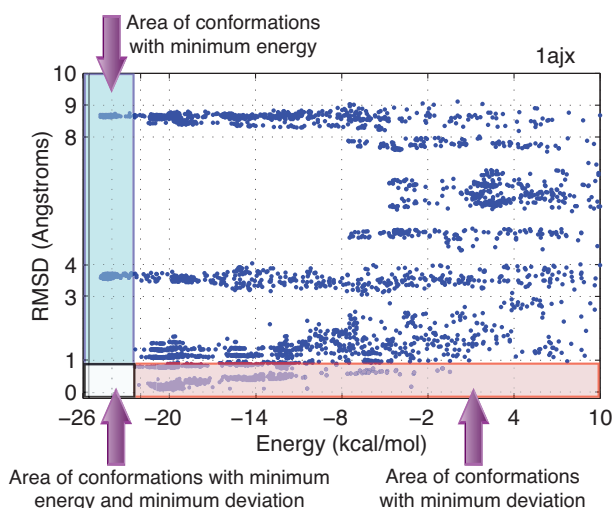 Area of conformations
with minimum energy
1ajx
10
9
8
4
3
1
0
RMSD (Angstroms)
−26 −20 −14 −8 −2 4 10
Energy (kcal/mol)
Area of conformations with minimum
energy and minimum deviation
Area of conformations
with minimum deviation